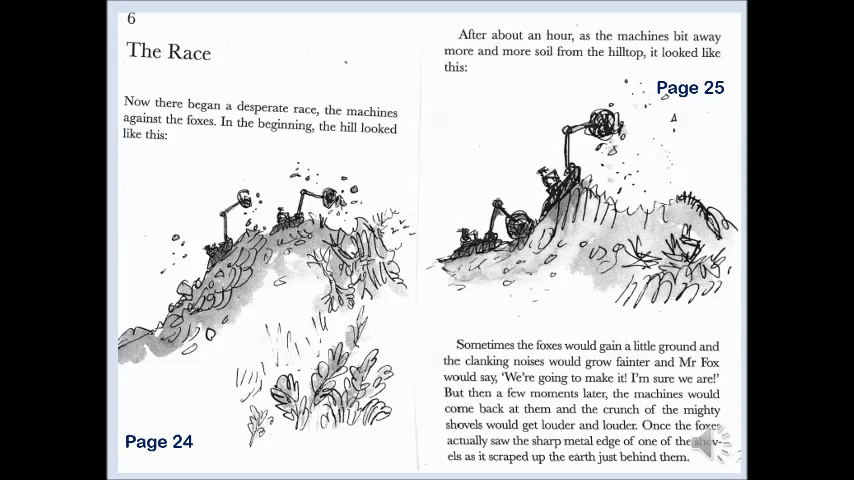 6
The Race
Now there began a desperate race, the machines
against the foxes. In the beginning, the hill looked
like this:
Page 24
After about an hour, as the machines bit away
more and more soil from the hilltop, it looked like
this:
Page 25
Sometimes the foxes would gain a little ground and
the clanking noises would grow fainter and Mr Fox
would say, ‘We’re going to make it! I’m sure we are!’
But then a few moments later, the machines would
come back at them and the crunch of the mighty
shovels would get louder and louder. Once the foxes
actually saw the sharp metal edge of one of the shov-
els as it scraped up the earth just behind them.